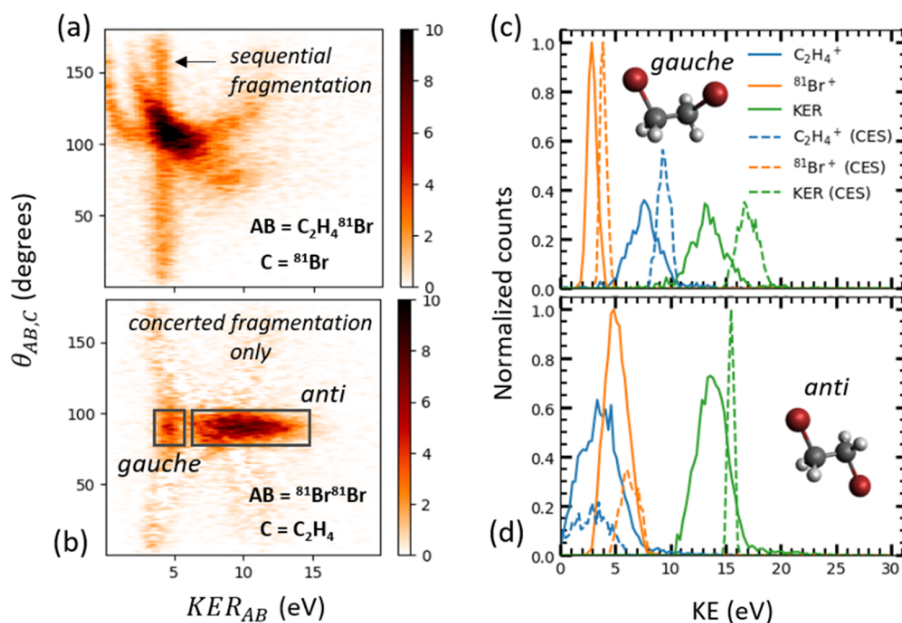 (a)
sequential
fragmentation
AB = C₂H₄⁸¹Br
C = ⁸¹Br
150
100
50
10
8
6
4
2
0
θ_AB,C (degrees)
concerted fragmentation
only
anti
gauche
AB = ⁸¹Br⁸¹Br
C = C₂H₄
(b)
150
100
50
0
10
8
6
4
2
0
5 10 15
KER_AB (eV)
(c)
gauche
C₂H₄⁺
⁸¹Br⁺
KER
C₂H₄⁺ (CES)
⁸¹Br⁺ (CES)
KER (CES)
1.0
0.8
0.6
0.4
0.2
0.0
Normalized counts
anti
(d)
1.0
0.8
0.6
0.4
0.2
0.0
0 5 10 15 20 25 30
KE (eV)